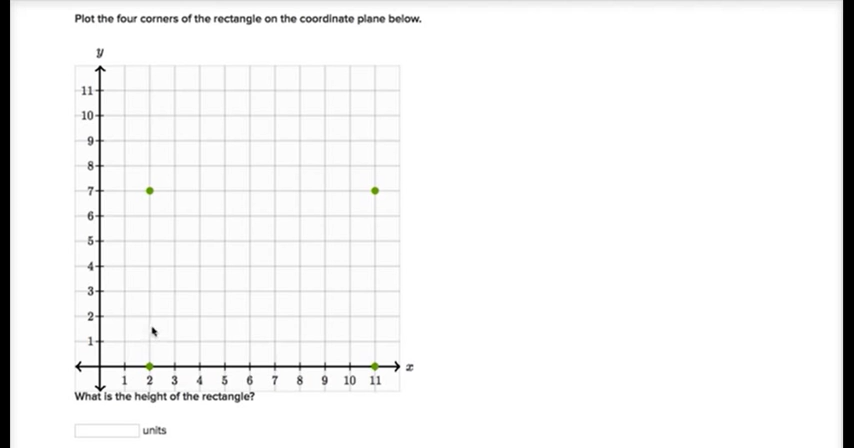 Plot the four corners of the rectangle on the coordinate plane below.
y
11
10
9
8
7
6
5
4
3
2
1
1 2 3 4 5 6 7 8 9 10 11 x
What is the height of the rectangle?
units